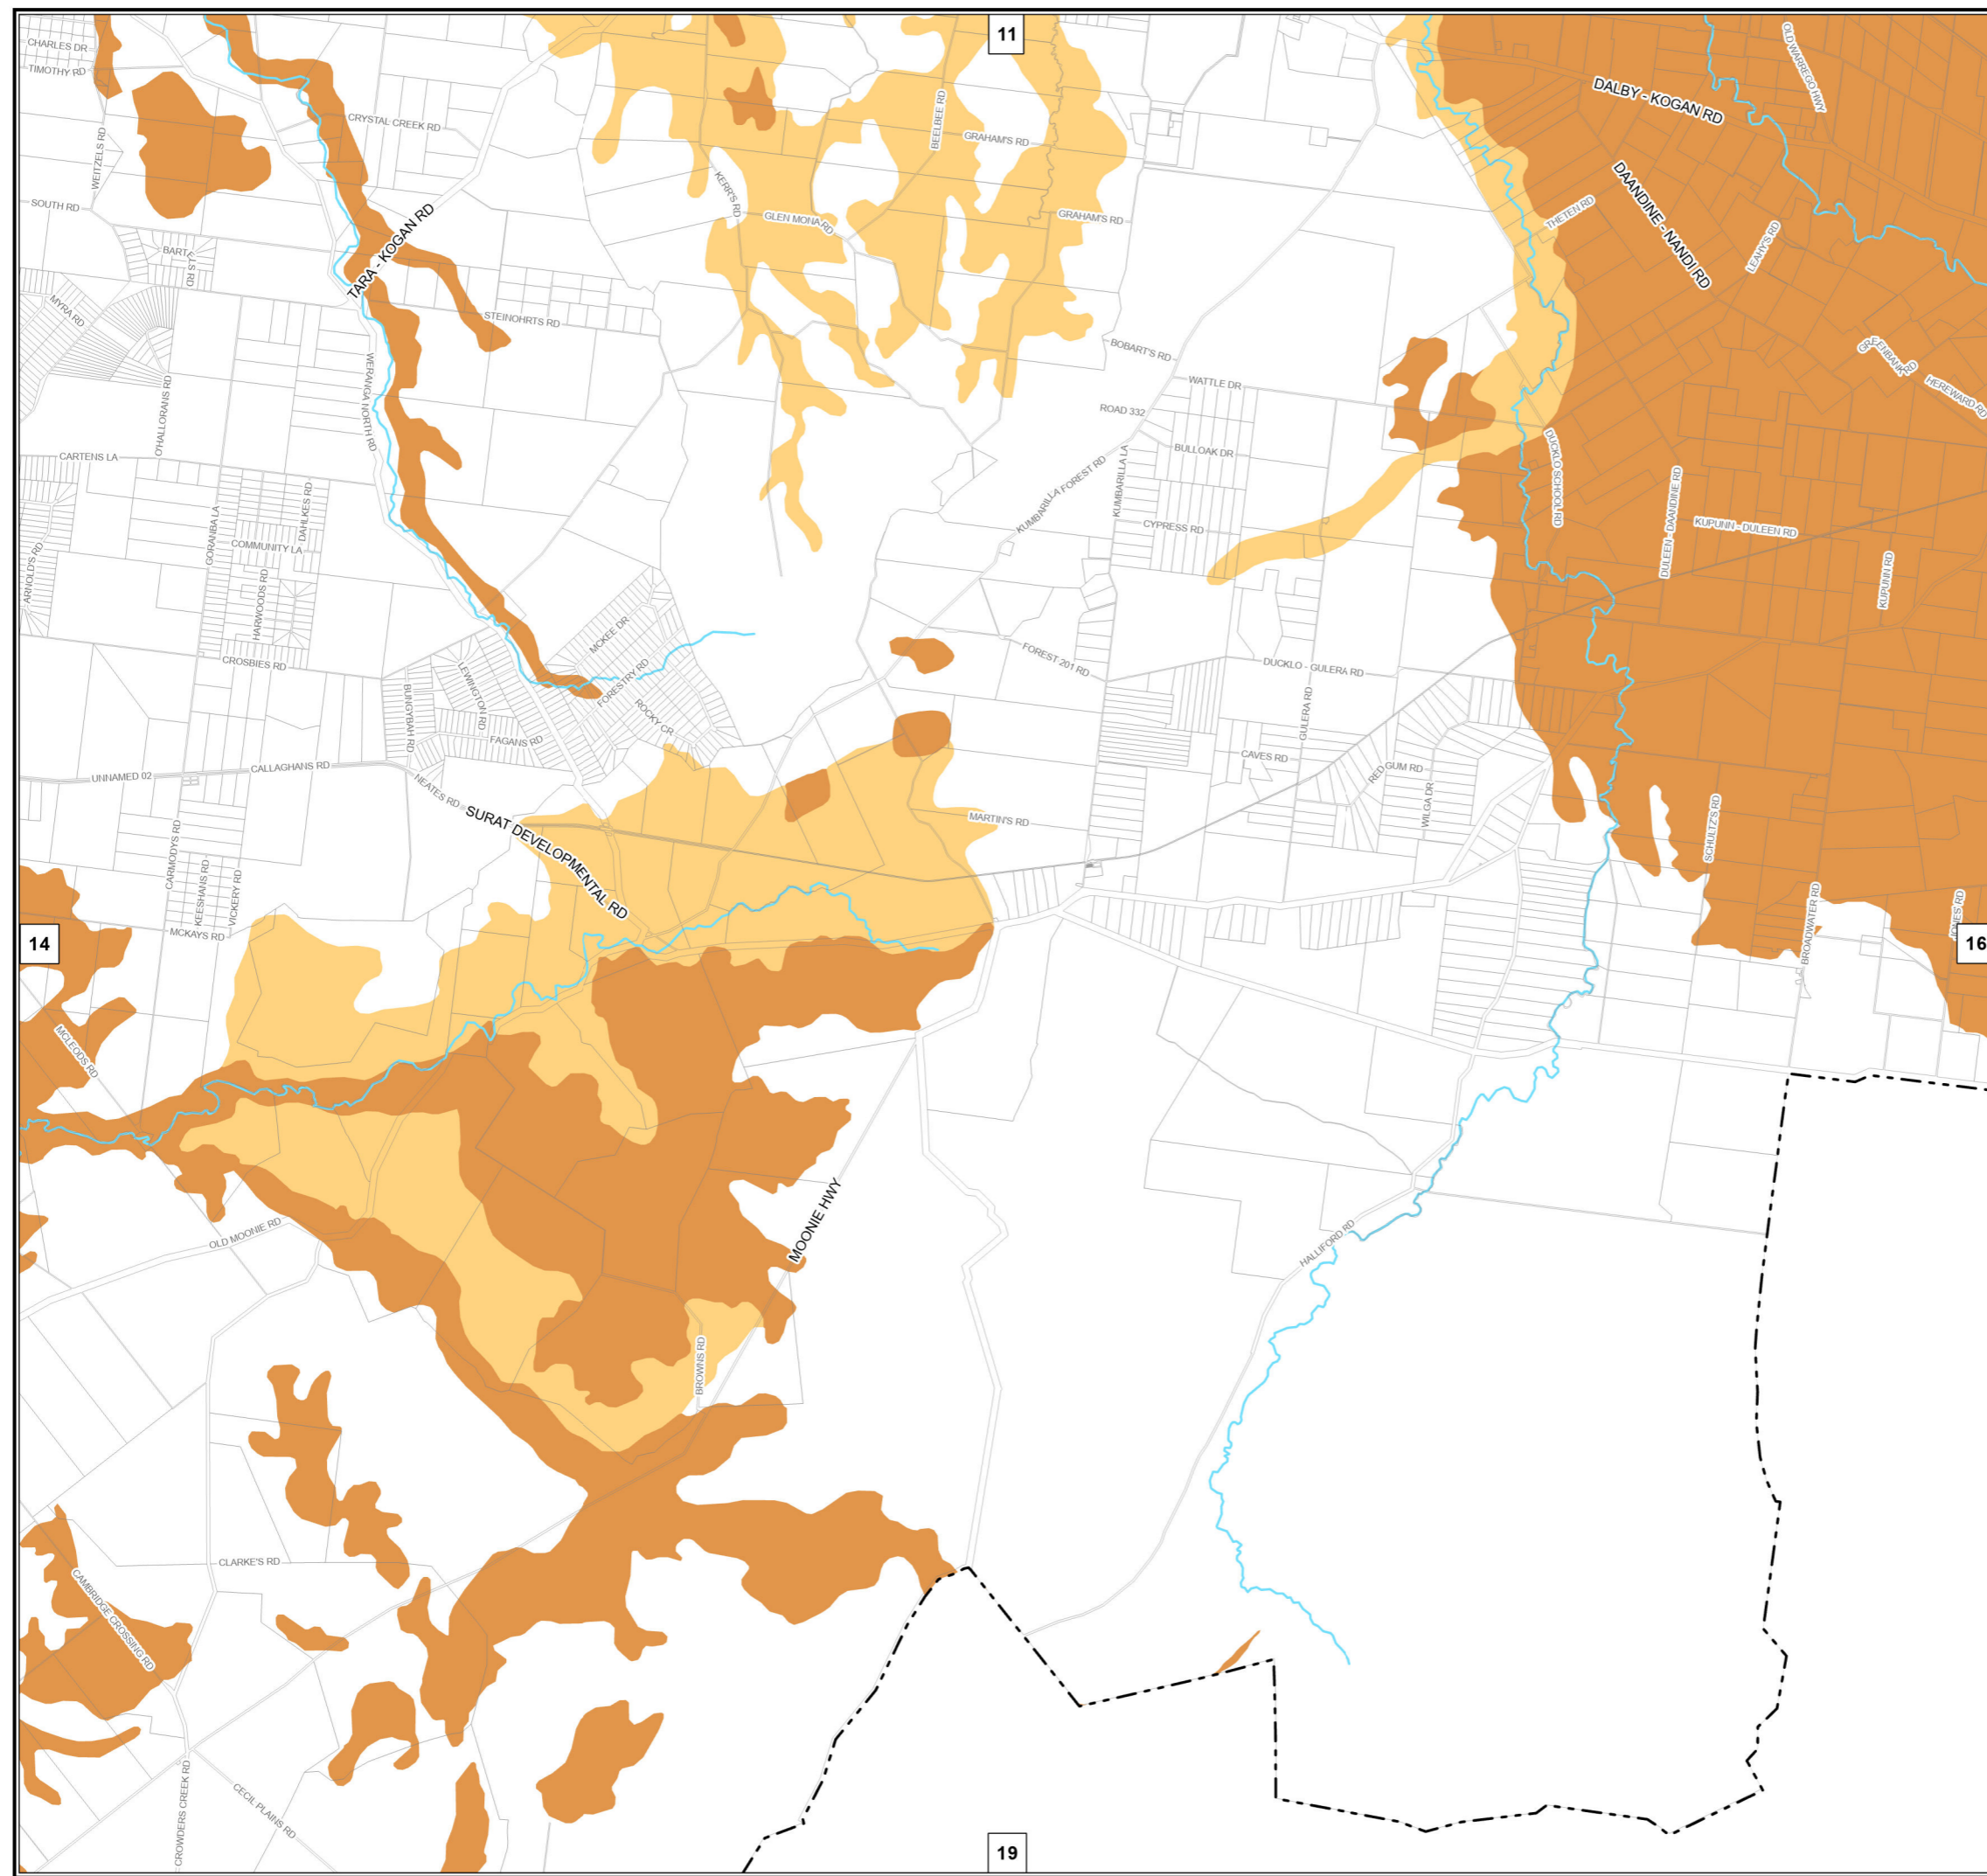 11
CHARLES DR
TIMOTHY RD
WEITZELS RD
CRYSTAL CREEK RD
SOUTH RD
BARTELS RD
MYRA RD
TARA - KOGAN RD
STEINOHRTS RD
WERANGA NORTH RD
O'HALLORANS RD
KERR'S RD
GLEN MONA RD
BEELBEE RD
GRAHAM'S RD
GRAHAM'S RD
OLD WARREGO HWY
DALBY - KOGAN RD
DAANDINE - NANDI RD
THETEN RD
LEAHY'S RD
GREENBANK RD
HEREWARD RD
BOBART'S RD
WATTLE DR
ROAD 332
BULLOAK DR
KUMBARILLA LA
KUMBARILLA FOREST RD
CYPRESS RD
DUCKLO SCHOOL RD
DULEEN - DAANDINE RD
KUPUNN - DULEEN RD
KUPUNN RD
CARTENS LA
GORANBA LA
DAHLKES RD
COMMUNITY LA
ARNOLD'S RD
HARWOODS RD
CROSBIES RD
MCKEE DR
FORESTRY RD
ROCKY CR
LEWINGTON RD
BUNGYBAH RD
FAGANS RD
FOREST 201 RD
DUCKLO - GULERA RD
GULERA RD
CAVES RD
RED GUM RD
WILGA DR
UNNAMED 02
CALLAGHANS RD
NEATES RD
SURAT DEVELOPMENTAL RD
MARTIN'S RD
SCHULTZ'S RD
CARMODYS RD
KEESHANS RD
VICKERY RD
MCKAYS RD
BROADWATER RD
JONES' RD
14
16
MCLEODS RD
OLD MOONIE RD
MOONIE HWY
HALLIFORD RD
BROWNS RD
CLARKE'S RD
CAMBRIDGE CROSSING RD
CROWDERS CREEK RD
CECIL PLAINS RD
19